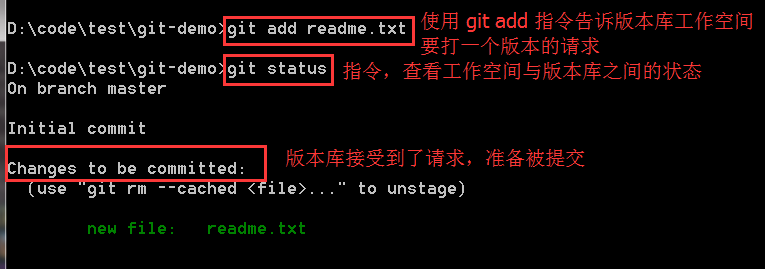 D:\code\test\git-demo>git add readme.txt
使用 git add 指令告诉版本库工作空间
要打一个版本的请求
D:\code\test\git-demo>git status
指令，查看工作空间与版本库之间的状态
On branch master
Initial commit
Changes to be committed:
版本库接受到了请求，准备被提交
(use "git rm --cached <file>..." to unstage)
new file:   readme.txt